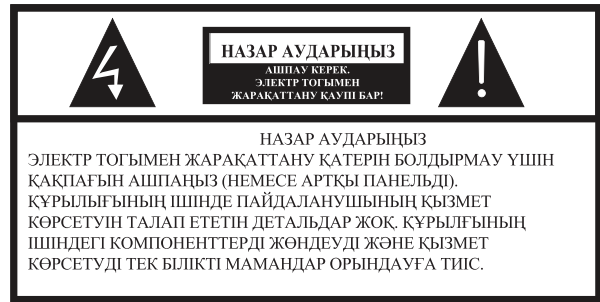 НАЗАР АУДАРЫҢЫЗ
АШПАУ КЕРЕК.
ЭЛЕКТР ТОГЫМЕН
ЖАРАҚАТТАНУ ҚАУПІ БАР!
НАЗАР АУДАРЫҢЫЗ
ЭЛЕКТР ТОГЫМЕН ЖАРАҚАТТАНУ ҚАТЕРІН БОЛДЫРМАУ ҮШІН
ҚАҚПАҒЫН АШПАҢЫЗ (НЕМЕСЕ АРТҚЫ ПАНЕЛЬДІ).
ҚҰРЫЛЫҒЫНЫҢ ІШІНДЕ ПАЙДАЛАНУШЫНЫҢ ҚЫЗМЕТ
КӨРСЕТУІН ТАЛАП ЕТЕТІН ДЕТАЛЬДАР ЖОҚ. ҚҰРЫЛҒЫНЫҢ
ІШІНДЕГІ КОМПОНЕНТТЕРДІ ЖӨНДЕУДІ ЖӘНЕ ҚЫЗМЕТ
КӨРСЕТУДІ ТЕК БІЛІКТІ МАМАНДАР ОРЫНДАУҒА ТИІС.